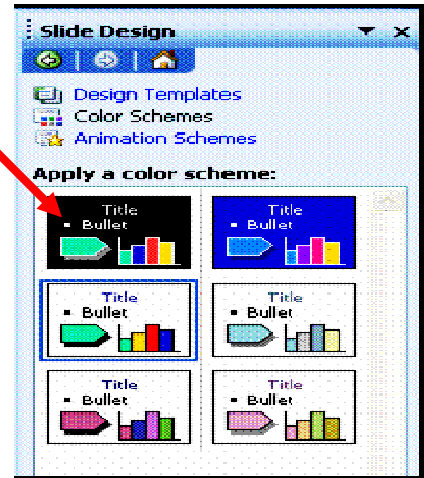 Slide Design
Design Templates
Color Schemes
Animation Schemes
Apply a color scheme:
Title
Bullet
Title
Bullet
Title
Bullet
Title
Bullet
Title
Bullet
Title
Bullet